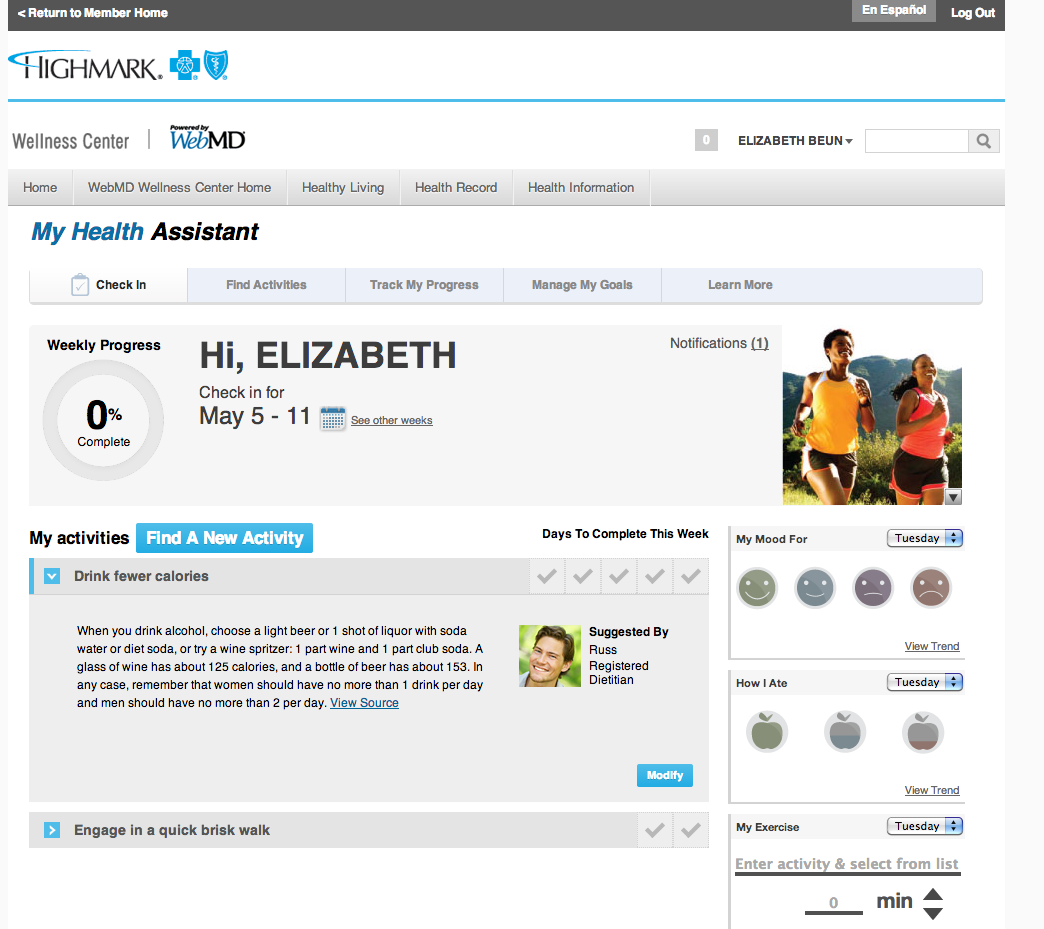 < Return to Member Home
En Español
Log Out
HIGHMARK®
Wellness Center
Powered by
WebMD
0
ELIZABETH BEUN
Home
WebMD Wellness Center Home
Healthy Living
Health Record
Health Information
My Health Assistant
Check In
Find Activities
Track My Progress
Manage My Goals
Learn More
Weekly Progress
0%
Complete
Hi, ELIZABETH
Check in for
May 5 - 11
See other weeks
Notifications (1)
My activities
Find A New Activity
Days To Complete This Week
Drink fewer calories
When you drink alcohol, choose a light beer or 1 shot of liquor with soda
water or diet soda, or try a wine spritzer: 1 part wine and 1 part club soda. A
glass of wine has about 125 calories, and a bottle of beer has about 153. In
any case, remember that women should have no more than 1 drink per day
and men should have no more than 2 per day. View Source
Suggested By
Russ
Registered
Dietitian
Modify
Engage in a quick brisk walk
My Mood For
Tuesday
View Trend
How I Ate
Tuesday
View Trend
My Exercise
Tuesday
Enter activity & select from list
0
min